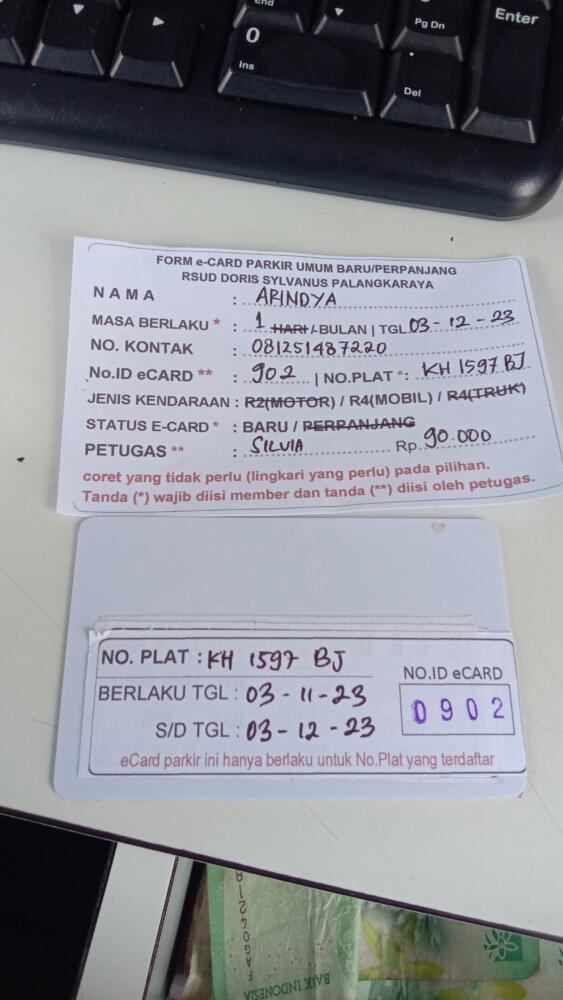 End
Pg Dn
Enter
0
Ins
.
Del
FORM e-CARD PARKIR UMUM BARU/PERPANJANG
RSUD DORIS SYLVANUS PALANGKARAYA
NAMA : ARINDYA
MASA BERLAKU * : 1 HARI / BULAN | TGL 03 - 12 - 23
NO. KONTAK : 081251487220
No.ID eCARD ** : 902 | NO.PLAT * : KH 1597 BJ
JENIS KENDARAAN : R2(MOTOR) / R4(MOBIL) / R4(TRUK)
STATUS E-CARD * : BARU / PERPANJANG
PETUGAS ** : SILVIA Rp. 90.000
coret yang tidak perlu (lingkari yang perlu) pada pilihan.
Tanda (*) wajib diisi member dan tanda (**) diisi oleh petugas.
NO. PLAT : KH 1597 BJ
BERLAKU TGL : 03 - 11 - 23
S/D TGL : 03 - 12 - 23
NO.ID eCARD
0902
eCard parkir ini hanya berlaku untuk No.Plat yang terdaftar
BANK INDONESIA